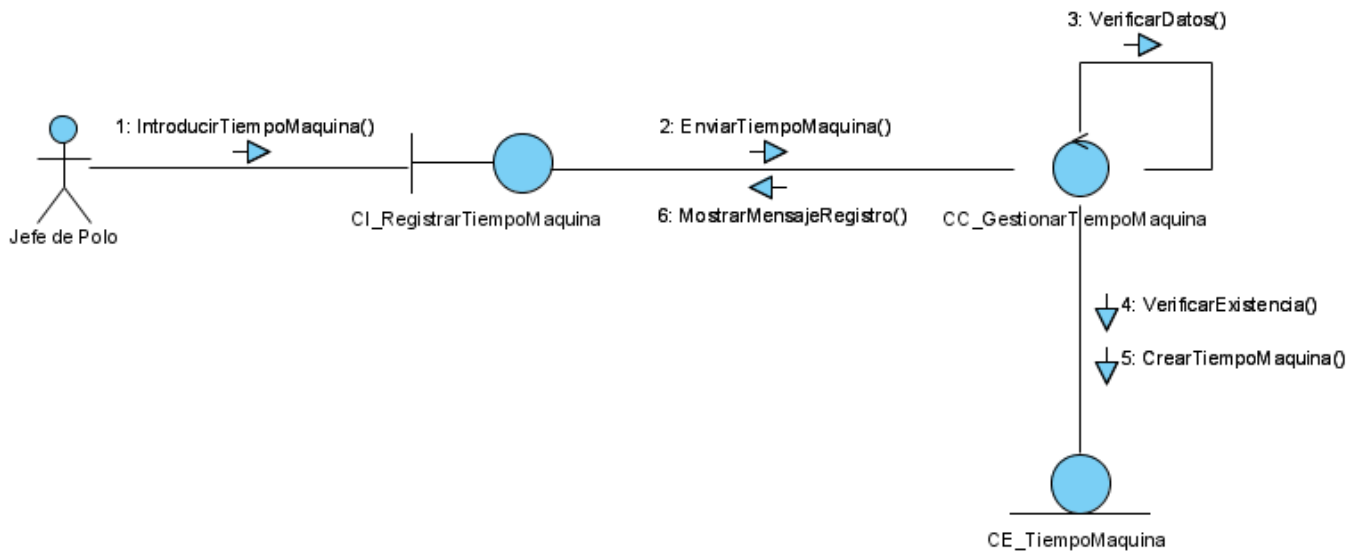 3: VerificarDatos()
1: IntroducirTiempoMaquina()
2: EnviarTiempoMaquina()
Jefe de Polo
CI_RegistrarTiempoMaquina
6: MostrarMensajeRegistro()
CC_GestionarTiempoMaquina
4: VerificarExistencia()
5: CrearTiempoMaquina()
CE_TiempoMaquina